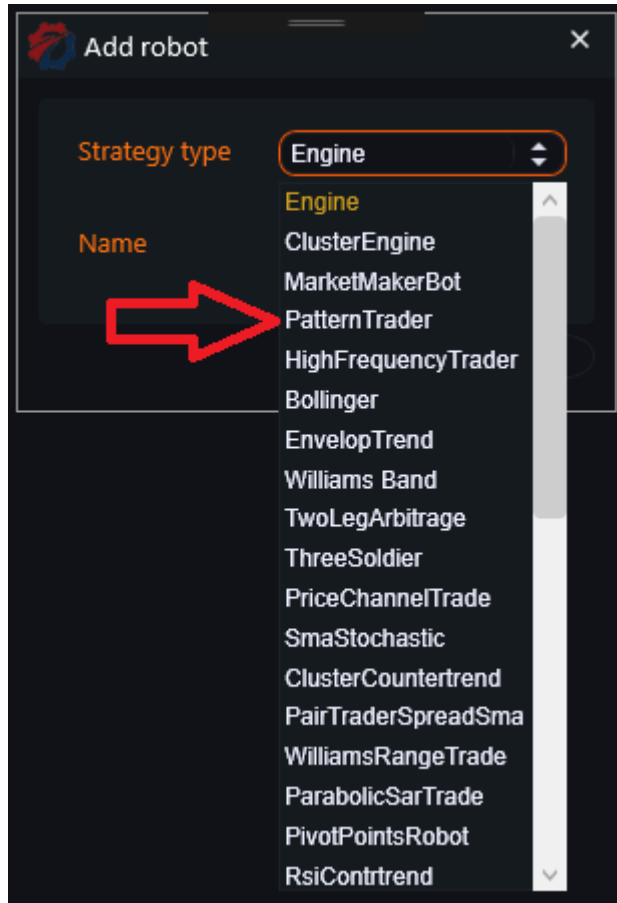 Add robot
Strategy type
Engine
Engine
Name
ClusterEngine
MarketMakerBot
PatternTrader
HighFrequencyTrader
Bollinger
EnvelopTrend
Williams Band
TwoLegArbitrage
ThreeSoldier
PriceChannelTrade
SmaStochastic
ClusterCountertrend
PairTraderSpreadSma
WilliamsRangeTrade
ParabolicSarTrade
PivotPointsRobot
RsiContrtrend